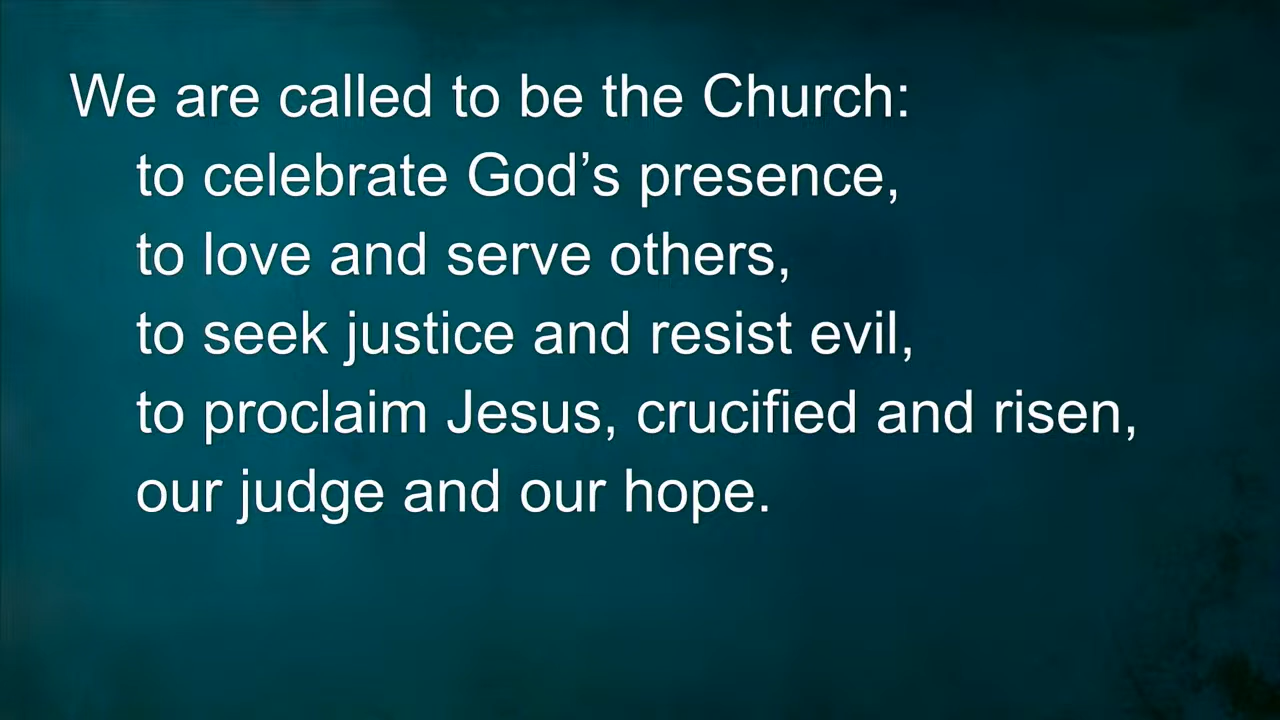 We are called to be the Church:
to celebrate God’s presence,
to love and serve others,
to seek justice and resist evil,
to proclaim Jesus, crucified and risen,
our judge and our hope.